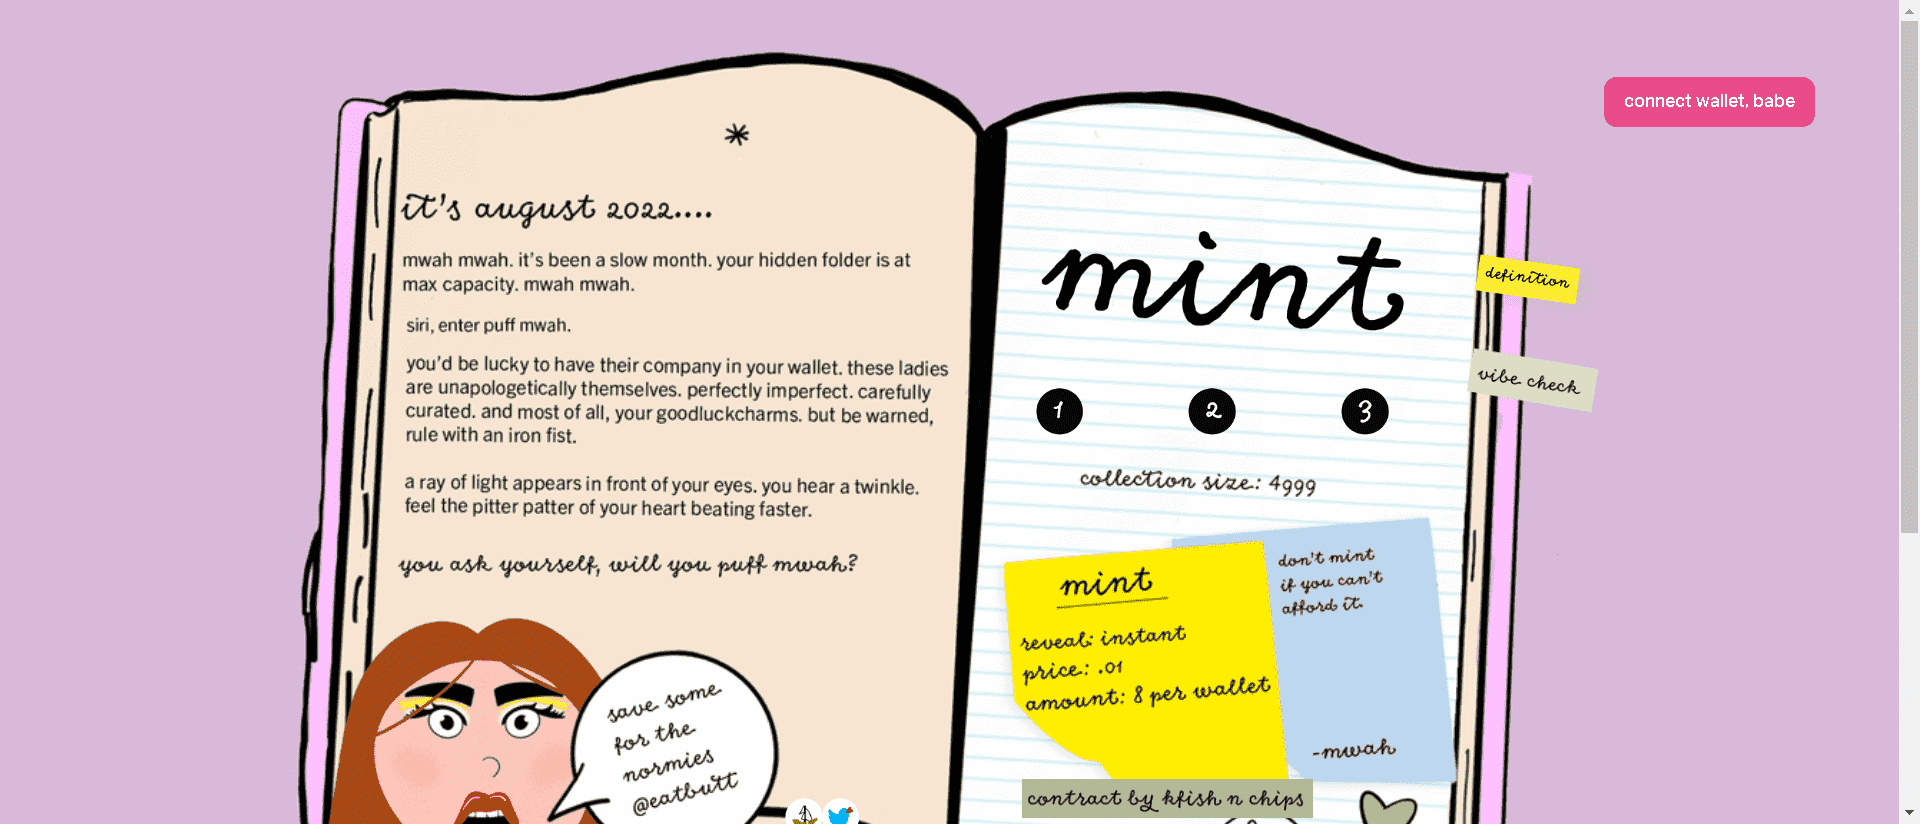 connect wallet, babe
it's august 2022....
mwah mwah. it's been a slow month. your hidden folder is at
max capacity. mwah mwah.
siri, enter puff mwah.
you'd be lucky to have their company in your wallet. these ladies
are unapologetically themselves. perfectly imperfect. carefully
curated. and most of all, your goodluckcharms. but be warned,
rule with an iron fist.
a ray of light appears in front of your eyes. you hear a twinkle.
feel the pitter patter of your heart beating faster.
you ask yourself, will you puff mwah?
save some
for the
normies
@eatbutt
mint
1 2 3
collection size: 4999
mint
reveal: instant
price: .01
amount: 8 per wallet
don't mint
if you can't
afford it.
-mwah
contract by kfish n chips
definition
vibe check